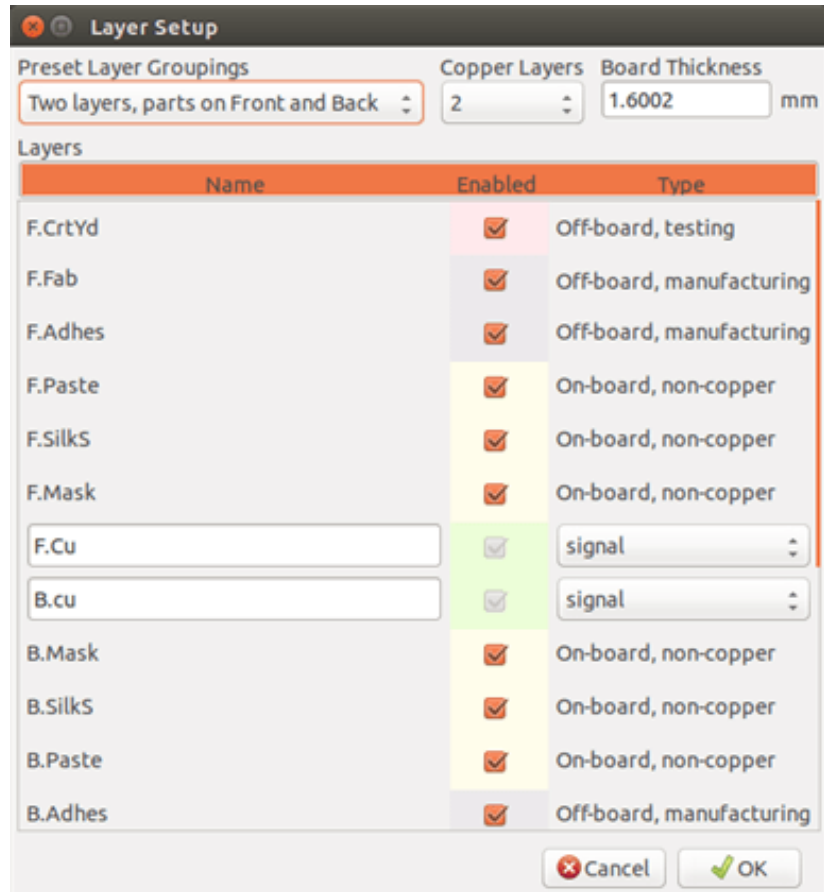 Layer Setup
Preset Layer Groupings Copper Layers Board Thickness
Two layers, parts on Front and Back 2 1.6002 mm
Layers
Name Enabled Type
F.CrtYd Off-board, testing
F.Fab Off-board, manufacturing
F.Adhes Off-board, manufacturing
F.Paste On-board, non-copper
F.SilkS On-board, non-copper
F.Mask On-board, non-copper
F.Cu signal
B.cu signal
B.Mask On-board, non-copper
B.SilkS On-board, non-copper
B.Paste On-board, non-copper
B.Adhes Off-board, manufacturing
Cancel OK